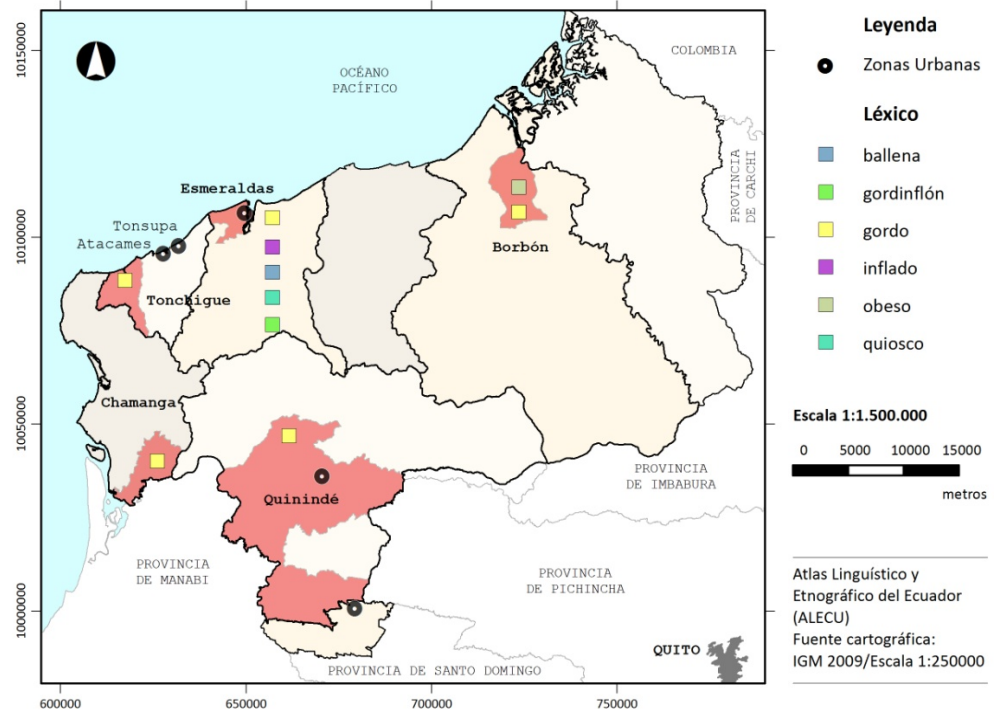 10150000
10100000
10050000
10000000
600000
650000
700000
750000
OCÉANO
PACÍFICO
COLOMBIA
PROVINCIA
DE CARCHI
Esmeraldas
Tonsupa
Atacames
Tonchigue
Borbón
Chamanga
Quinindé
PROVINCIA
DE IMBABURA
PROVINCIA
DE MANABI
PROVINCIA
DE PICHINCHA
QUITO
PROVINCIA DE SANTO DOMINGO
Leyenda
Zonas Urbanas
Léxico
ballena
gordinflón
gordo
inflado
obeso
quiosco
Escala 1:1.500.000
0 5000 10000 15000
metros
Atlas Linguístico y
Etnográfico del Ecuador
(ALECU)
Fuente cartográfica:
IGM 2009/Escala 1:250000